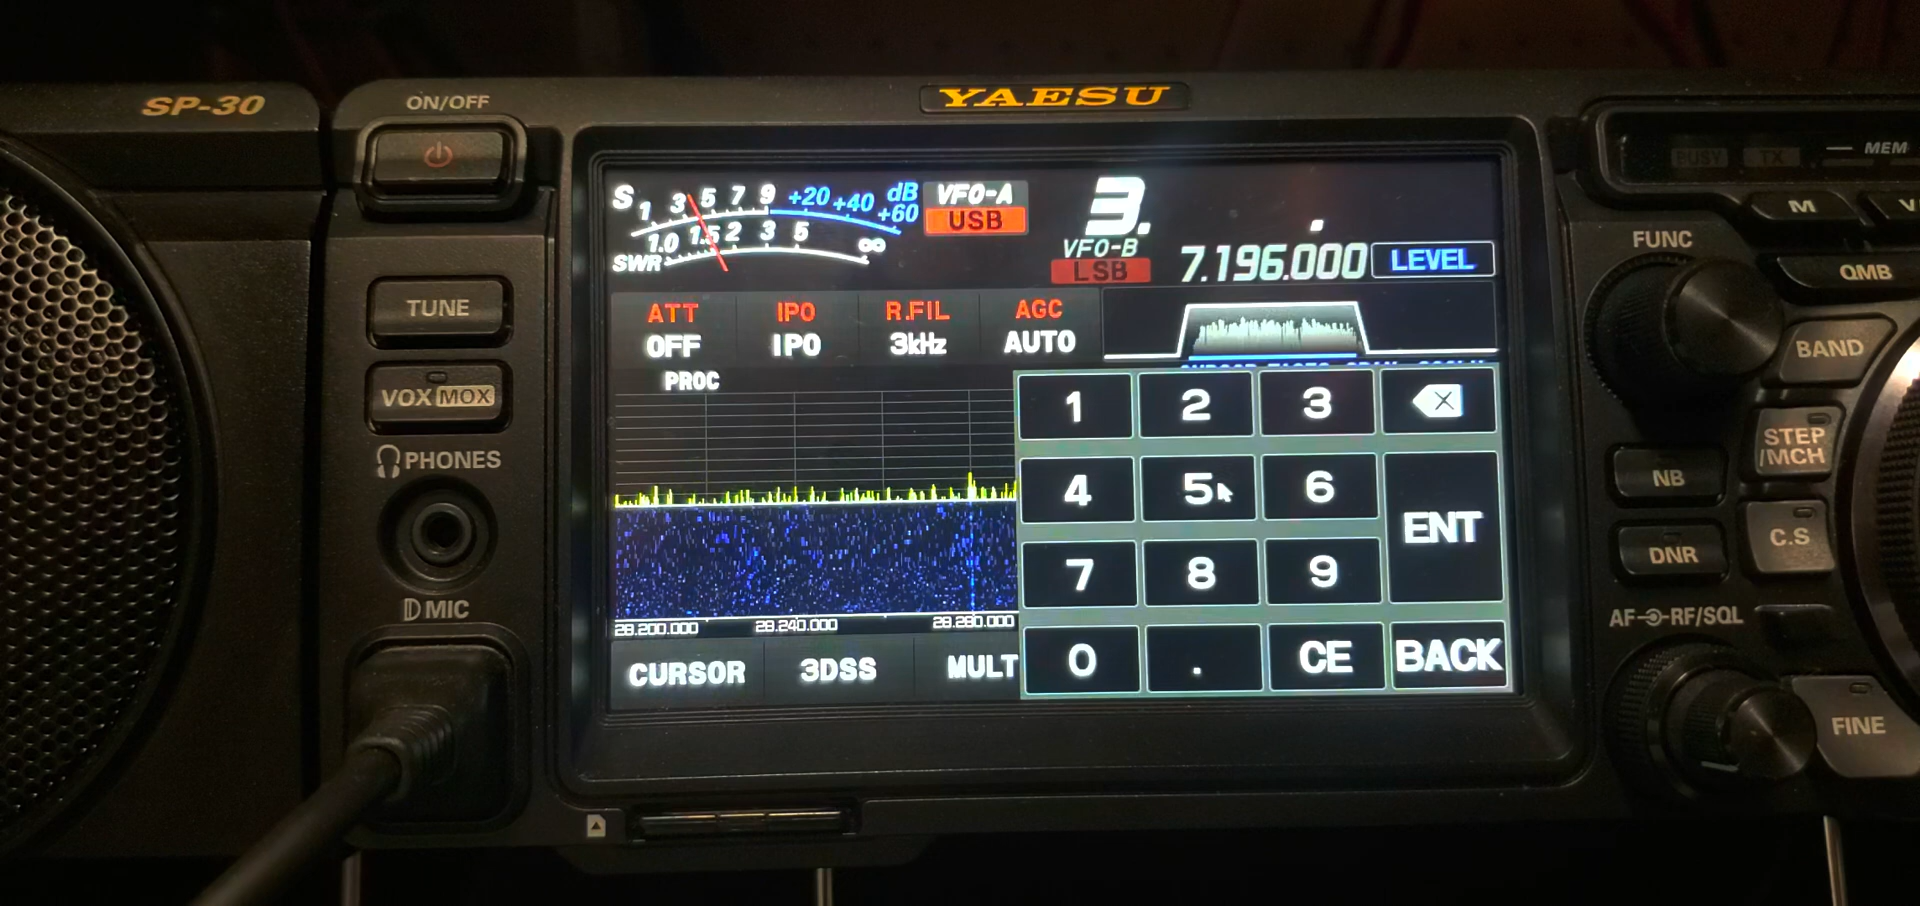 SP-30
ON/OFF
YAESU
BUSY TX MEM
S 1 3 5 7 9 +20 +40 +60 dB
1.0 1.5 2 3 5 ∞
SWR
VFO-A
USB
3. .
VFO-B
LSB
7.196.000
LEVEL
TUNE
ATT IPO R.FIL AGC
OFF IPO 3kHz AUTO
PROC
VOX MOX
PHONES
MIC
1 2 3
4 5 6
ENT
7 8 9
0 . CE BACK
28.200.000 28.240.000 28.280.000
CURSOR 3DSS MULT
M V
FUNC
QMB
BAND
STEP
/MCH
NB
C.S
DNR
AF RF/SQL
FINE